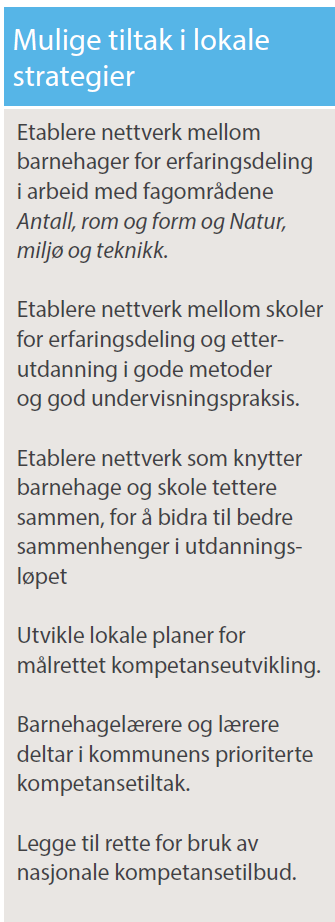 Mulige tiltak i lokale
strategier
Etablere nettverk mellom
barnehager for erfaringsdeling
i arbeid med fagområdene
Antall, rom og form og Natur,
miljø og teknikk.
Etablere nettverk mellom skoler
for erfaringsdeling og etter-
utdanning i gode metoder
og god undervisningspraksis.
Etablere nettverk som knytter
barnehage og skole tettere
sammen, for å bidra til bedre
sammenhenger i utdannings-
løpet
Utvikle lokale planer for
målrettet kompetanseutvikling.
Barnehagelærere og lærere
deltar i kommunens prioriterte
kompetansetiltak.
Legge til rette for bruk av
nasjonale kompetansetilbud.